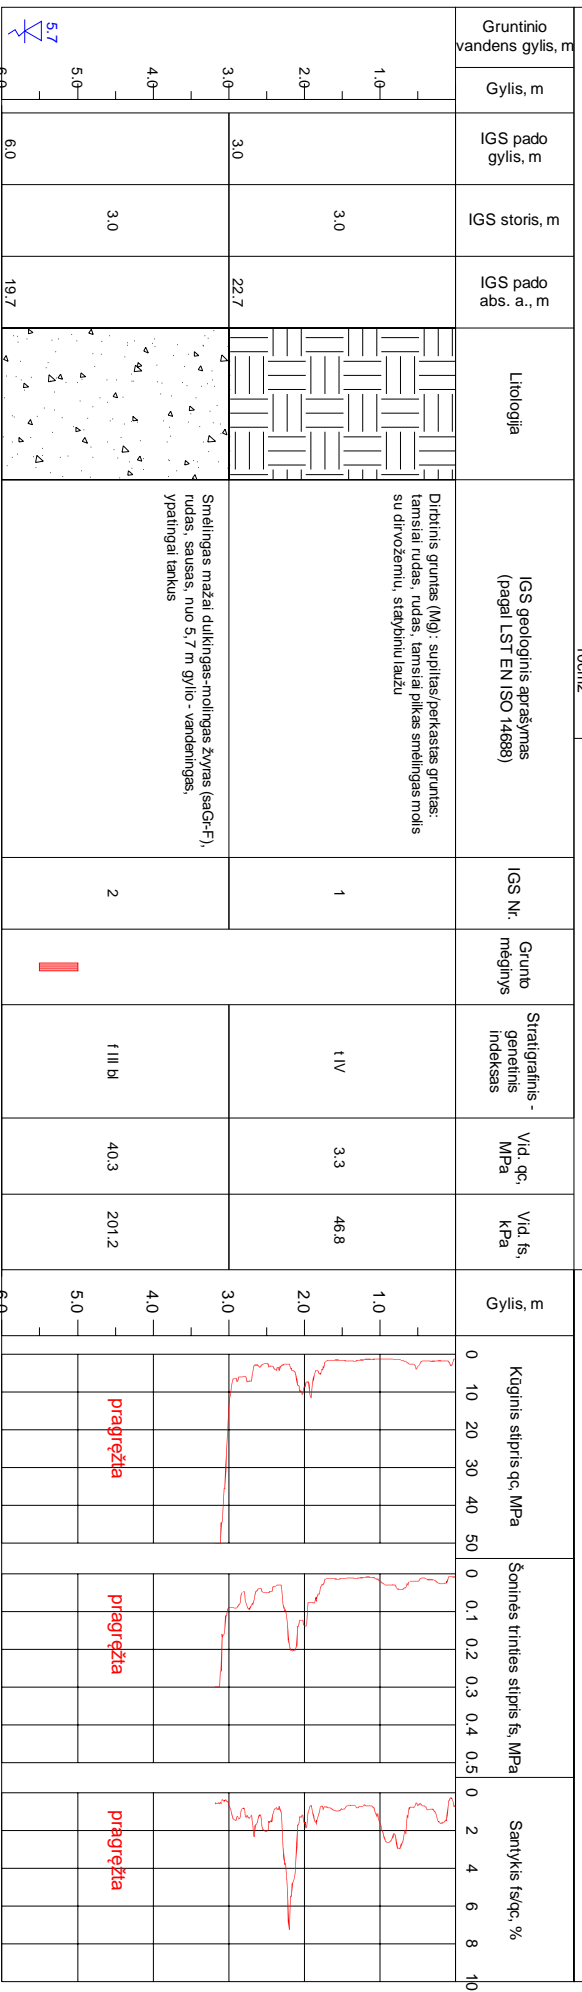 10cm2
Gruntinio
vandens gylis, m
Gylis, m
IGS pado
gylis, m
IGS storis, m
IGS pado
abs. a., m
Litologija
IGS geologinis aprašymas
(pagal LST EN ISO 14688)
IGS Nr.
Grunto
mėginys
Stratigrafinis -
genetinis
indeksas
Vid. qc,
MPa
Vid. fs,
kPa
Gylis, m
Kūginis stipris qc, MPa
0 10 20 30 40 50
Šoninės trinties stipris fs, MPa
0 0.1 0.2 0.3 0.4 0.5
Santykis fs/qc, %
0 2 4 6 8 10
1.0
2.0
3.0
4.0
5.0
6.0
5.7
3.0
3.0
22.7
Dirbtinis gruntas (Mg): supiltas/perkastas gruntas:
tamsiai rudas, rudas, tamsiai pilkas smėlingas molis
su dirvožemiu, statybiniu laužu
1
t IV
3.3
46.8
6.0
3.0
19.7
Smėlingas mažai dulkingas-molingas žvyras (saGr-F),
rudas, sausas, nuo 5,7 m gylio - vandeningas,
ypatingai tankus
2
f III bl
40.3
201.2
1.0
2.0
3.0
4.0
5.0
6.0
pragręžta
pragręžta
pragręžta